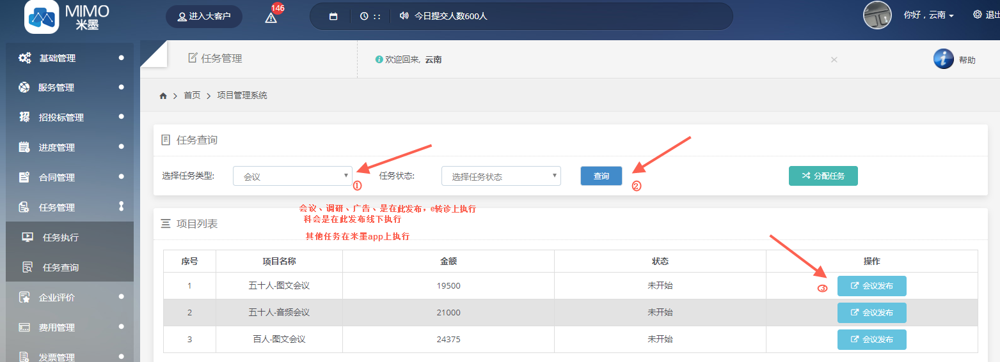 MIMO
米墨
进入大客户
146
: :
今日提交人数600人
你好，云南
退出
基础管理
服务管理
招投标管理
进度管理
合同管理
任务管理
任务执行
任务查询
企业评价
费用管理
发票管理
任务管理
欢迎回来, 云南
×
帮助
首页 > 项目管理系统
任务查询
选择任务类型:
会议
①
任务状态:
选择任务状态
查询
②
分配任务
会议、调研、广告、是在此发布，e转诊上执行
科会是在此发布线下执行
其他任务在米墨app上执行
项目列表
序号 项目名称 金额 状态 操作
1 五十人-图文会议 19500 未开始 ③ 会议发布
2 五十人-音频会议 21000 未开始 会议发布
3 百人-图文会议 24375 未开始 会议发布